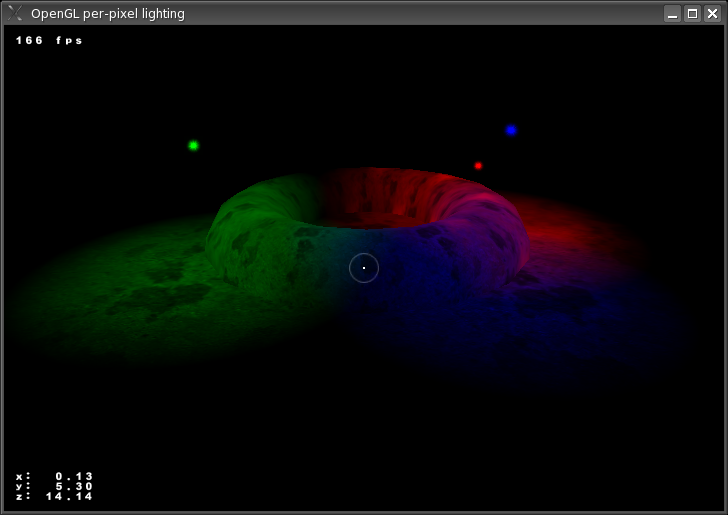 OpenGL per-pixel lighting
166 fps
x: 0.13
y: 5.30
z: 14.14